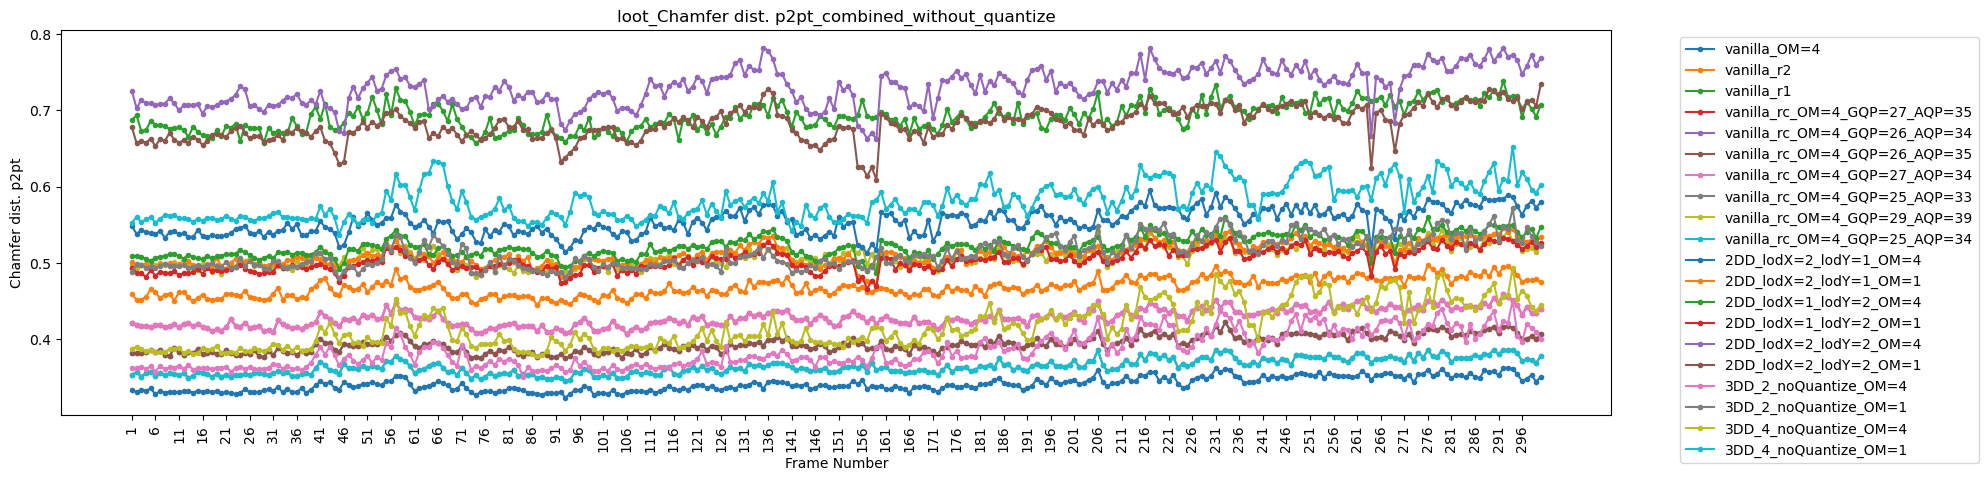 loot_Chamfer dist. p2pt_combined_without_quantize
Chamfer dist. p2pt
0.8
0.7
0.6
0.5
0.4
1 6 11 16 21 26 31 36 41 46 51 56 61 66 71 76 81 86 91 96 101 106 111 116 121 126 131 136 141 146 151 156 161 166 171 176 181 186 191 196 201 206 211 216 221 226 231 236 241 246 251 256 261 266 271 276 281 286 291 296
Frame Number
vanilla_OM=4
vanilla_r2
vanilla_r1
vanilla_rc_OM=4_GQP=27_AQP=35
vanilla_rc_OM=4_GQP=26_AQP=34
vanilla_rc_OM=4_GQP=26_AQP=35
vanilla_rc_OM=4_GQP=27_AQP=34
vanilla_rc_OM=4_GQP=25_AQP=33
vanilla_rc_OM=4_GQP=29_AQP=39
vanilla_rc_OM=4_GQP=25_AQP=34
2DD_lodX=2_lodY=1_OM=4
2DD_lodX=2_lodY=1_OM=1
2DD_lodX=1_lodY=2_OM=4
2DD_lodX=1_lodY=2_OM=1
2DD_lodX=2_lodY=2_OM=4
2DD_lodX=2_lodY=2_OM=1
3DD_2_noQuantize_OM=4
3DD_2_noQuantize_OM=1
3DD_4_noQuantize_OM=4
3DD_4_noQuantize_OM=1